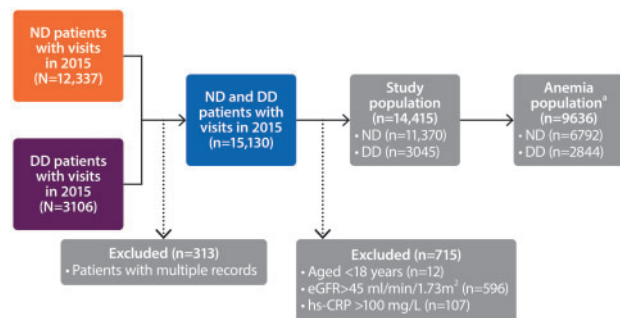 ND patients
with visits
in 2015
(N=12,337)
DD patients
with visits
in 2015
(N=3106)
ND and DD
patients with
visits in 2015
(n=15,130)
Study
population
(n=14,415)
• ND (n=11,370)
• DD (n=3045)
Anemia
populationᵃ
(n=9636)
• ND (n=6792)
• DD (n=2844)
Excluded (n=313)
• Patients with multiple records
Excluded (n=715)
• Aged <18 years (n=12)
• eGFR>45 ml/min/1.73m² (n=596)
• hs-CRP >100 mg/L (n=107)